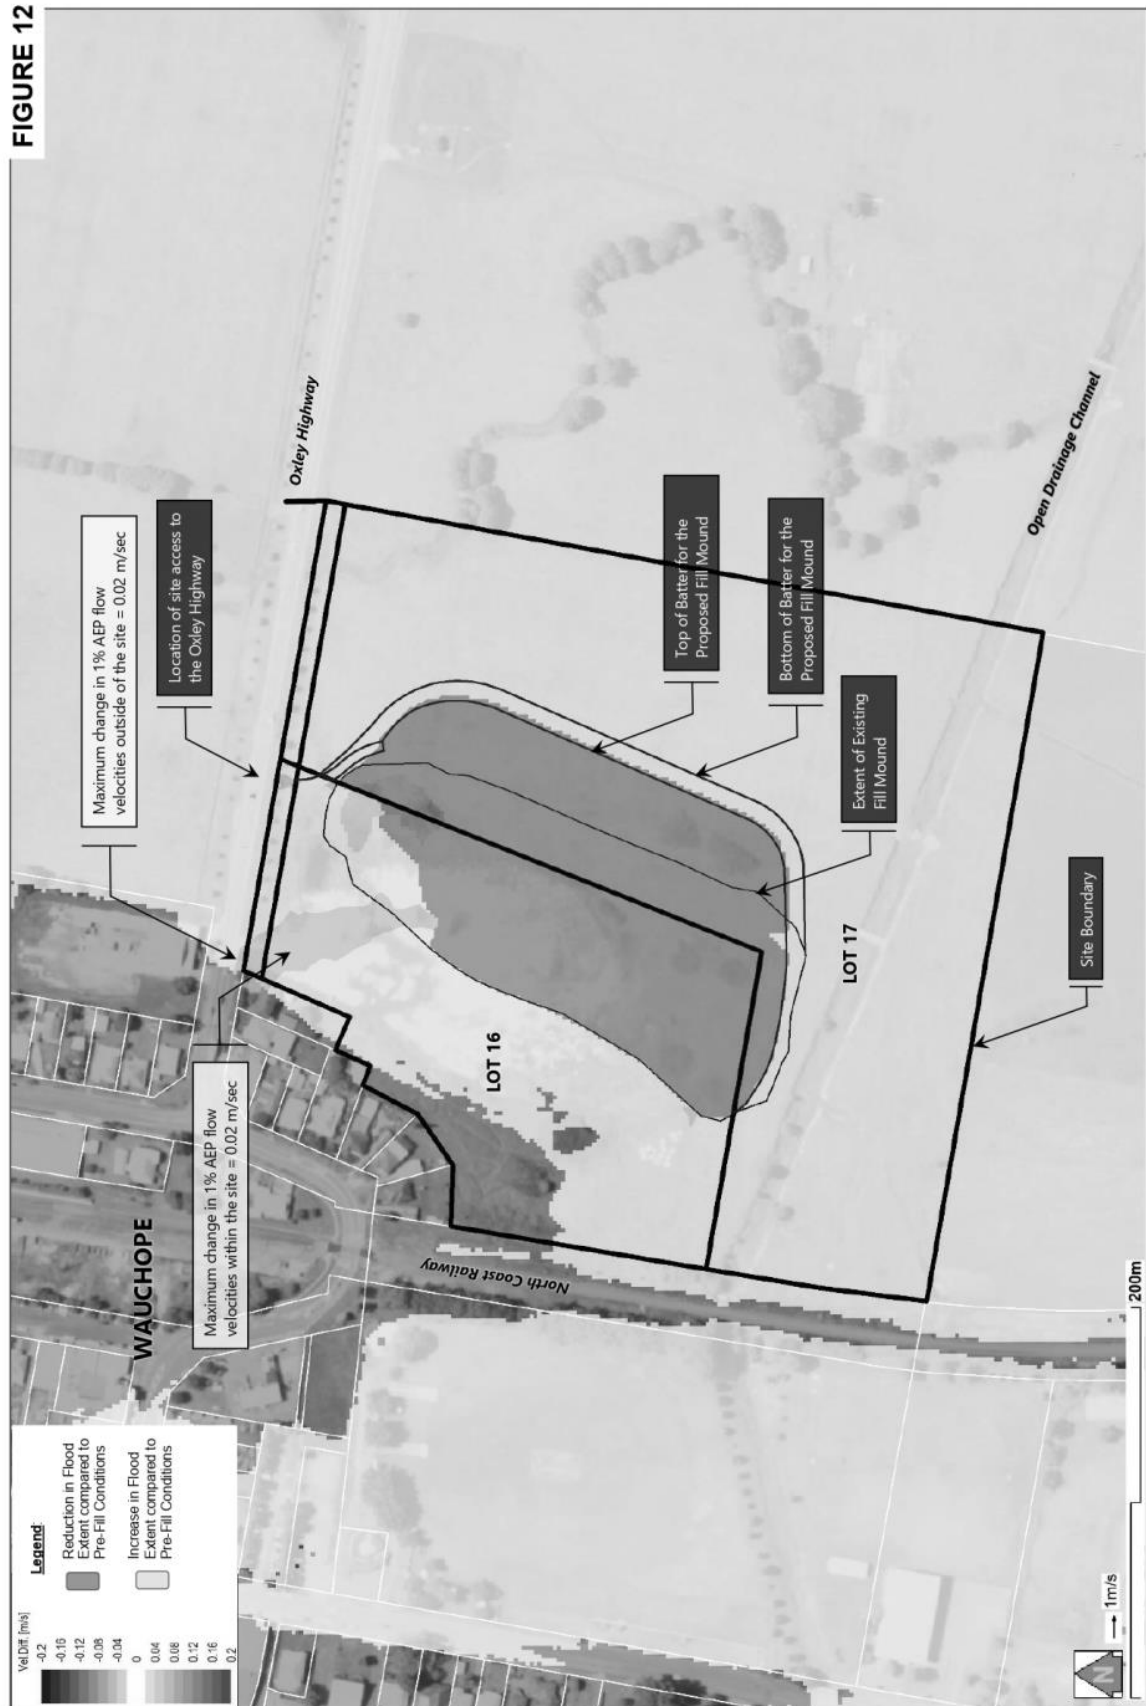 FIGURE 12
Maximum change in 1% AEP flow
velocities outside of the site = 0.02 m/sec
Location of site access to
the Oxley Highway
Oxley Highway
Maximum change in 1% AEP flow
velocities within the site = 0.02 m/sec
WAUCHOPE
North Coast Railway
LOT 16
LOT 17
Top of Batter for the
Proposed Fill Mound
Bottom of Batter for the
Proposed Fill Mound
Extent of Existing
Fill Mound
Site Boundary
Open Drainage Channel
Legend:
Reduction in Flood
Extent compared to
Pre-Fill Conditions
Increase in Flood
Extent compared to
Pre-Fill Conditions
Vel.Diff. [m/s]
-0.2
-0.16
-0.12
-0.08
-0.04
0
0.04
0.08
0.12
0.16
0.2
N
1m/s
200m